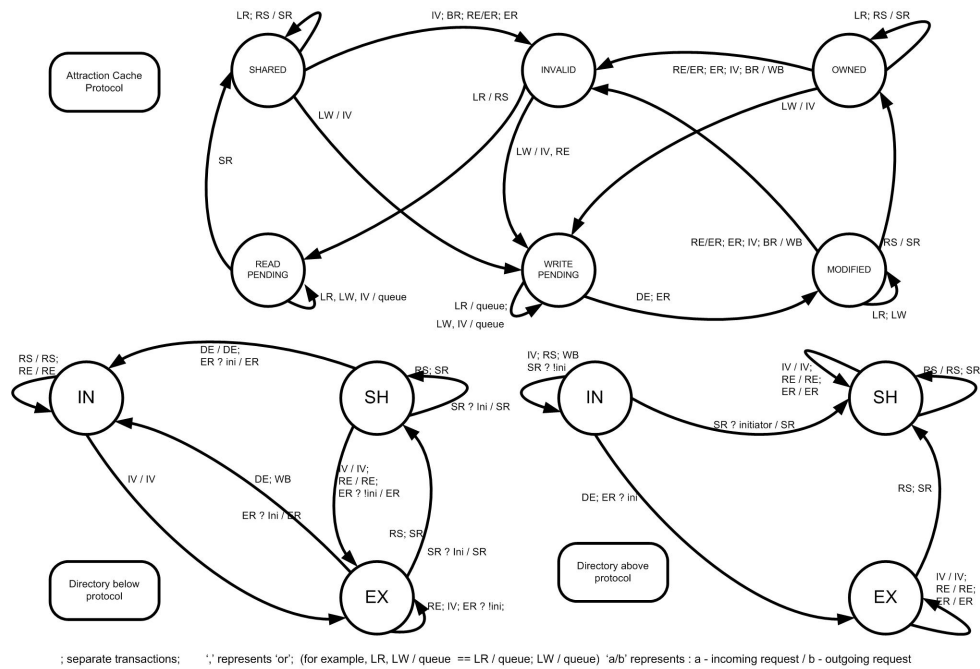 LR; RS / SR
IV; BR; RE/ER; ER
LR; RS / SR
Attraction Cache
Protocol
SHARED
INVALID
OWNED
RE/ER; ER; IV; BR / WB
LR / RS
LW / IV
LW / IV
LW / IV, RE
SR
READ
PENDING
WRITE
PENDING
MODIFIED
RE/ER; ER; IV; BR / WB
RS / SR
LR, LW, IV / queue
LR / queue;
LW, IV / queue
DE; ER
LR; LW
RS / RS;
RE / RE
DE / DE;
ER ? ini / ER
IN
SH
RS; SR
SR ? Ini / SR
IV / IV
DE; WB
ER ? Ini / ER
IV / IV;
RE / RE;
ER ? !ini / ER
RS; SR
SR ? Ini / SR
Directory below
protocol
EX
RE; IV; ER ? !ini;
IV; RS; WB
SR ? !ini
IN
IV / IV;
RE / RE;
ER / ER
SH
RS / RS; SR
SR ? initiator / SR
DE; ER ? ini
RS; SR
Directory above
protocol
EX
IV / IV;
RE / RE;
ER / ER
; separate transactions; ',' represents 'or'; (for example, LR, LW / queue == LR / queue; LW / queue) 'a/b' represents : a - incoming request / b - outgoing request